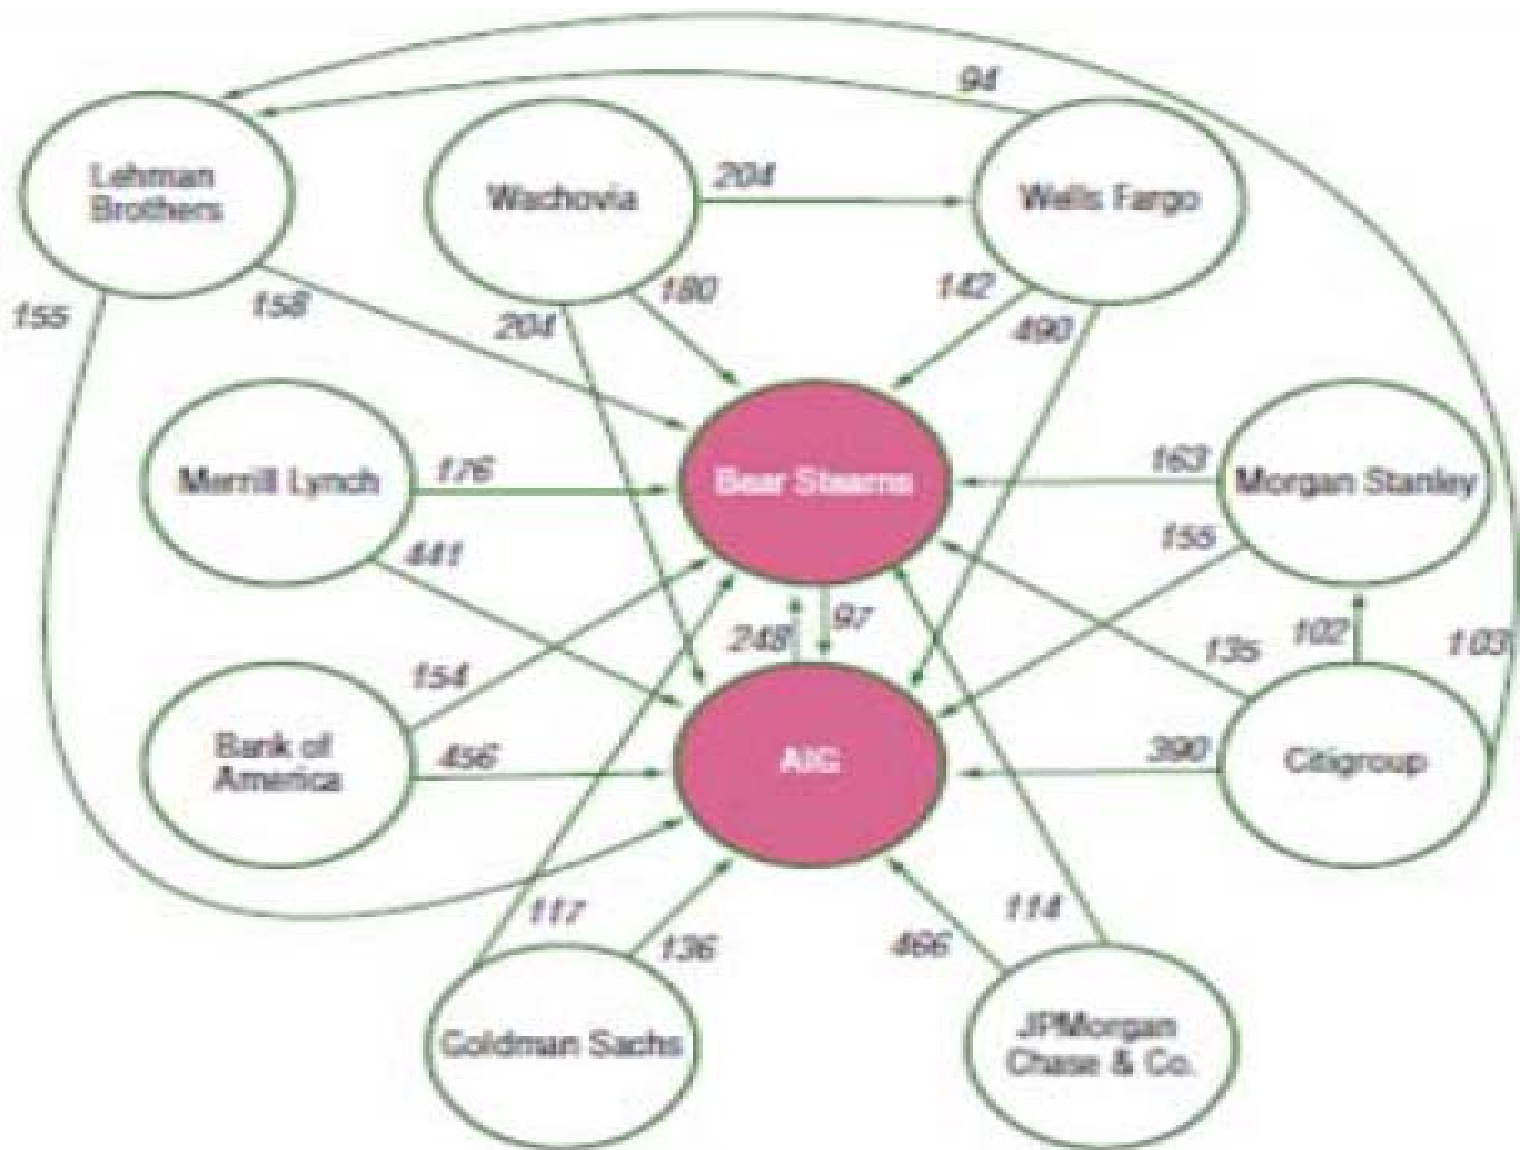 94
Lehman
Brothers
Wachovia
204
Wells Fargo
155
158
204
180
142
490
Merrill Lynch
176
Bear Stearns
163
Morgan Stanley
441
155
248
97
154
135
102
103
Bank of
America
456
AIG
390
Citigroup
117
136
466
114
Goldman Sachs
JPMorgan
Chase & Co.